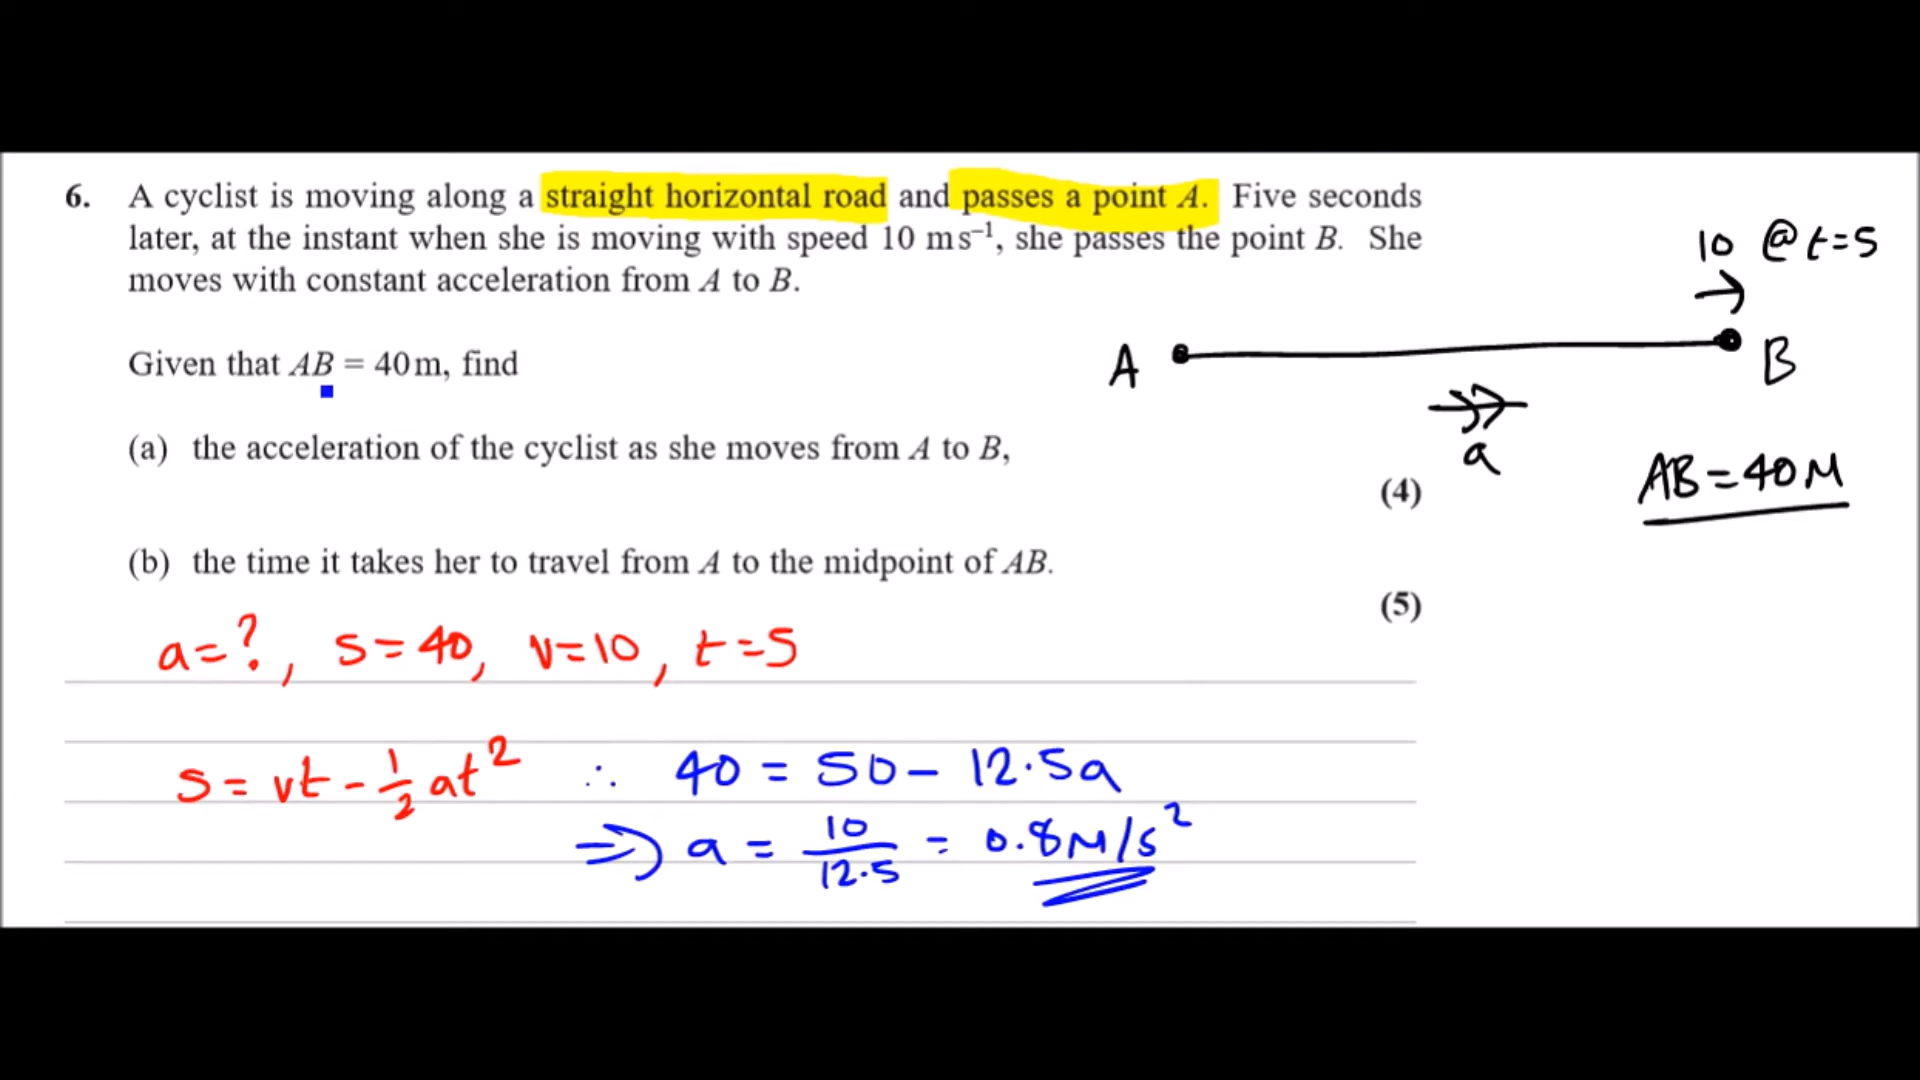 6. A cyclist is moving along a straight horizontal road and passes a point A. Five seconds
later, at the instant when she is moving with speed 10 m s⁻¹, she passes the point B. She
moves with constant acceleration from A to B.
10 @ t=5
Given that AB = 40 m, find
A B
a
(a) the acceleration of the cyclist as she moves from A to B,
AB = 40M
(4)
(b) the time it takes her to travel from A to the midpoint of AB.
(5)
a=?, s=40, v=10, t=5
s = vt - 1/2 at² ∴ 40 = 50 - 12.5a
⇒ a = 10/12.5 = 0.8M/s²